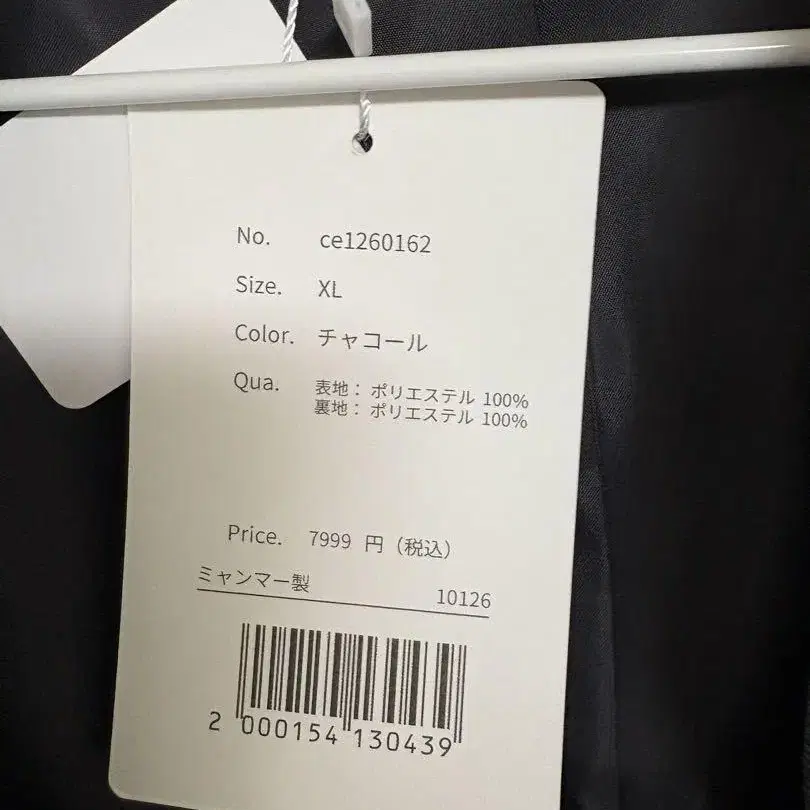 No. ce1260162
Size. XL
Color. チャコール
Qua. 表地：ポリエステル 100%
裏地：ポリエステル 100%
Price. 7999 円（税込）
ミャンマー製 10126
2 000154 130439